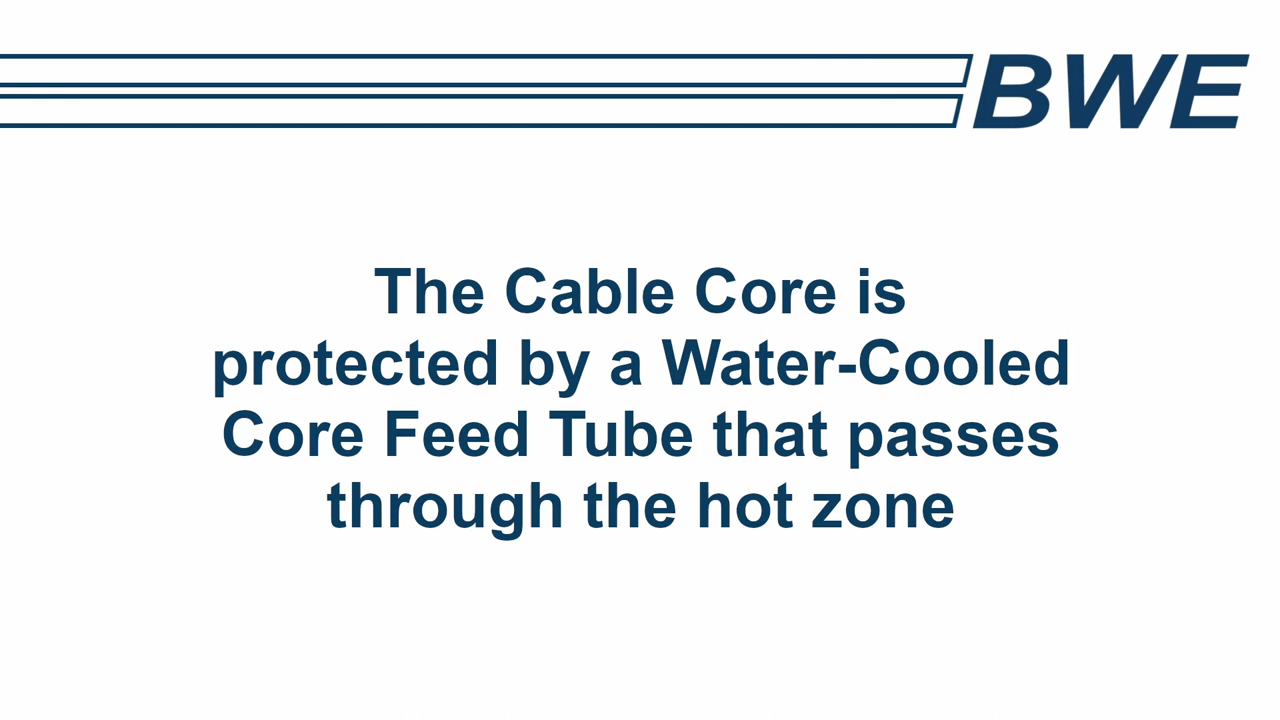 BWE
The Cable Core is
protected by a Water-Cooled
Core Feed Tube that passes
through the hot zone